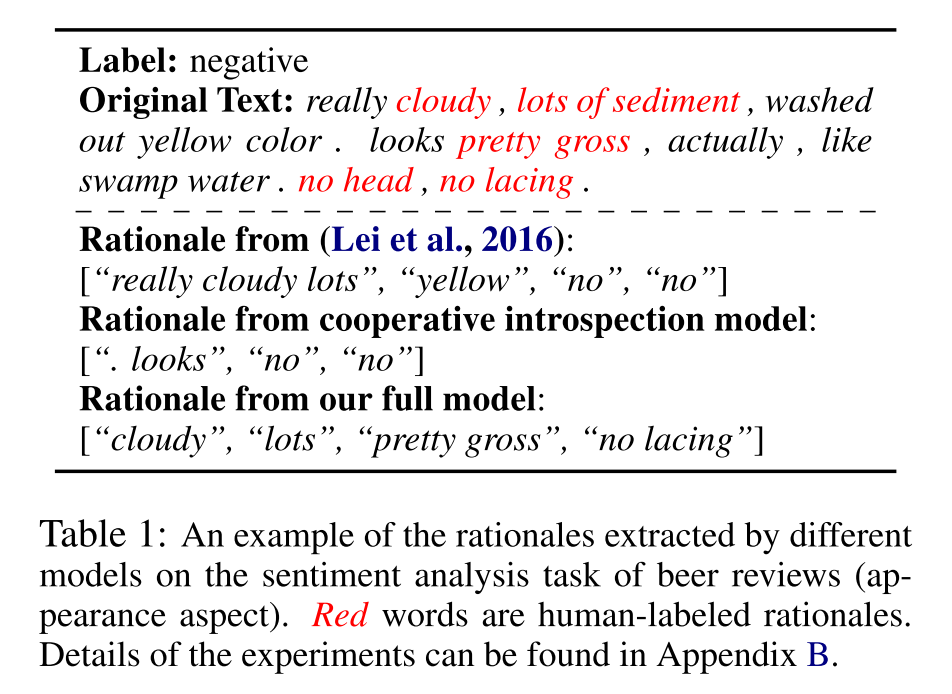 Label: negative
Original Text: really cloudy , lots of sediment , washed
out yellow color . looks pretty gross , actually , like
swamp water . no head , no lacing .
Rationale from (Lei et al., 2016):
[“really cloudy lots”, “yellow”, “no”, “no”]
Rationale from cooperative introspection model:
[“. looks”, “no”, “no”]
Rationale from our full model:
[“cloudy”, “lots”, “pretty gross”, “no lacing”]
Table 1: An example of the rationales extracted by different
models on the sentiment analysis task of beer reviews (ap-
pearance aspect). Red words are human-labeled rationales.
Details of the experiments can be found in Appendix B.